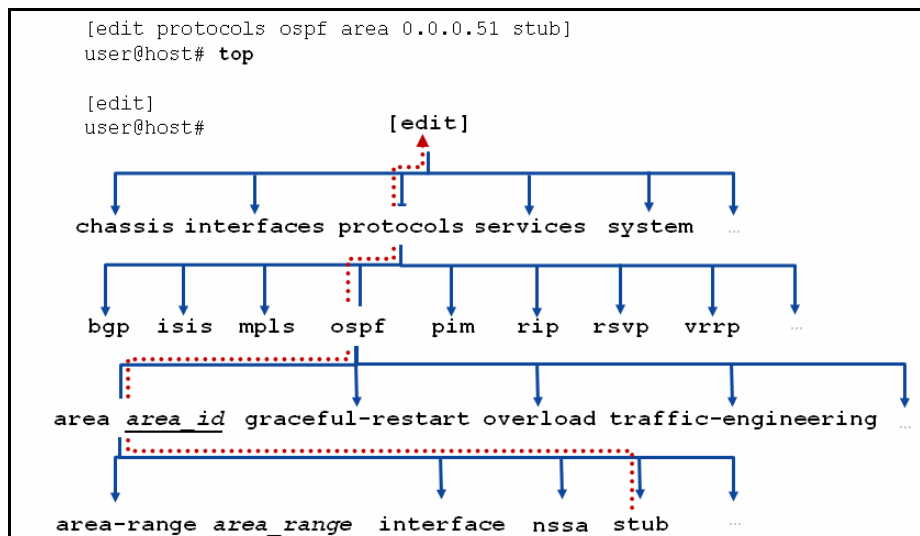 [edit protocols ospf area 0.0.0.51 stub]
user@host# top
[edit]
user@host#
[edit]
chassis interfaces protocols services system ...
bgp isis mpls ospf pim rip rsvp vrrp ...
area area_id graceful-restart overload traffic-engineering ...
area-range area_range interface nssa stub ...